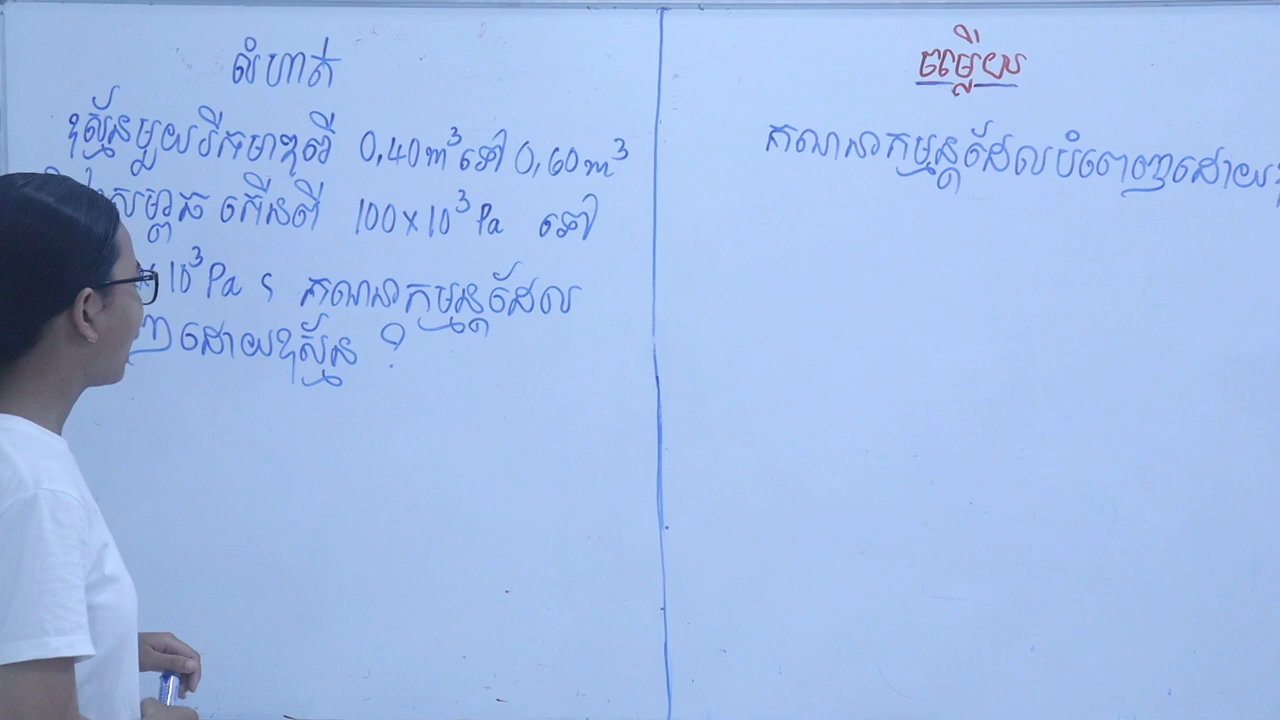 លំហាត់
ឧស្ម័នមួយរីកមាឌពី 0,40m³ ទៅ 0,60m³
សម្ពាធ កើនពី 100×10³ Pa ទៅ
10³ Pa ។ គណនាកម្មន្តដែល
ដោយឧស្ម័ន ?
ចម្លើយ
គណនាកម្មន្តដែលបំពេញដោយ